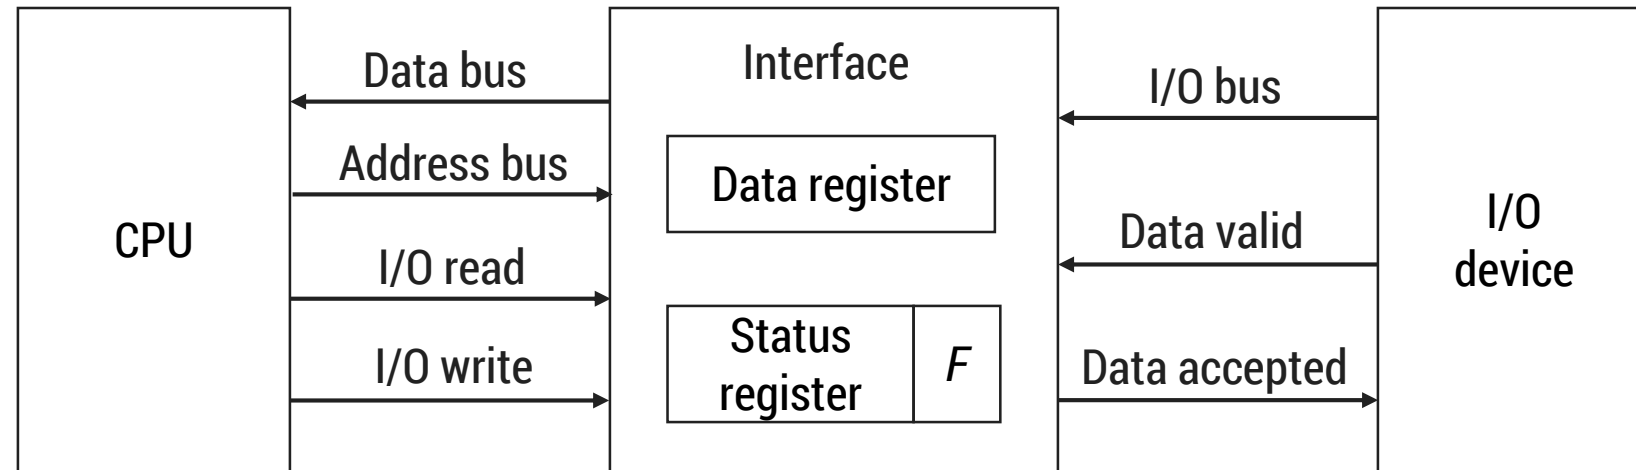 CPU
Data bus
Address bus
I/O read
I/O write
Interface
Data register
Status
register
F
I/O bus
Data valid
Data accepted
I/O
device